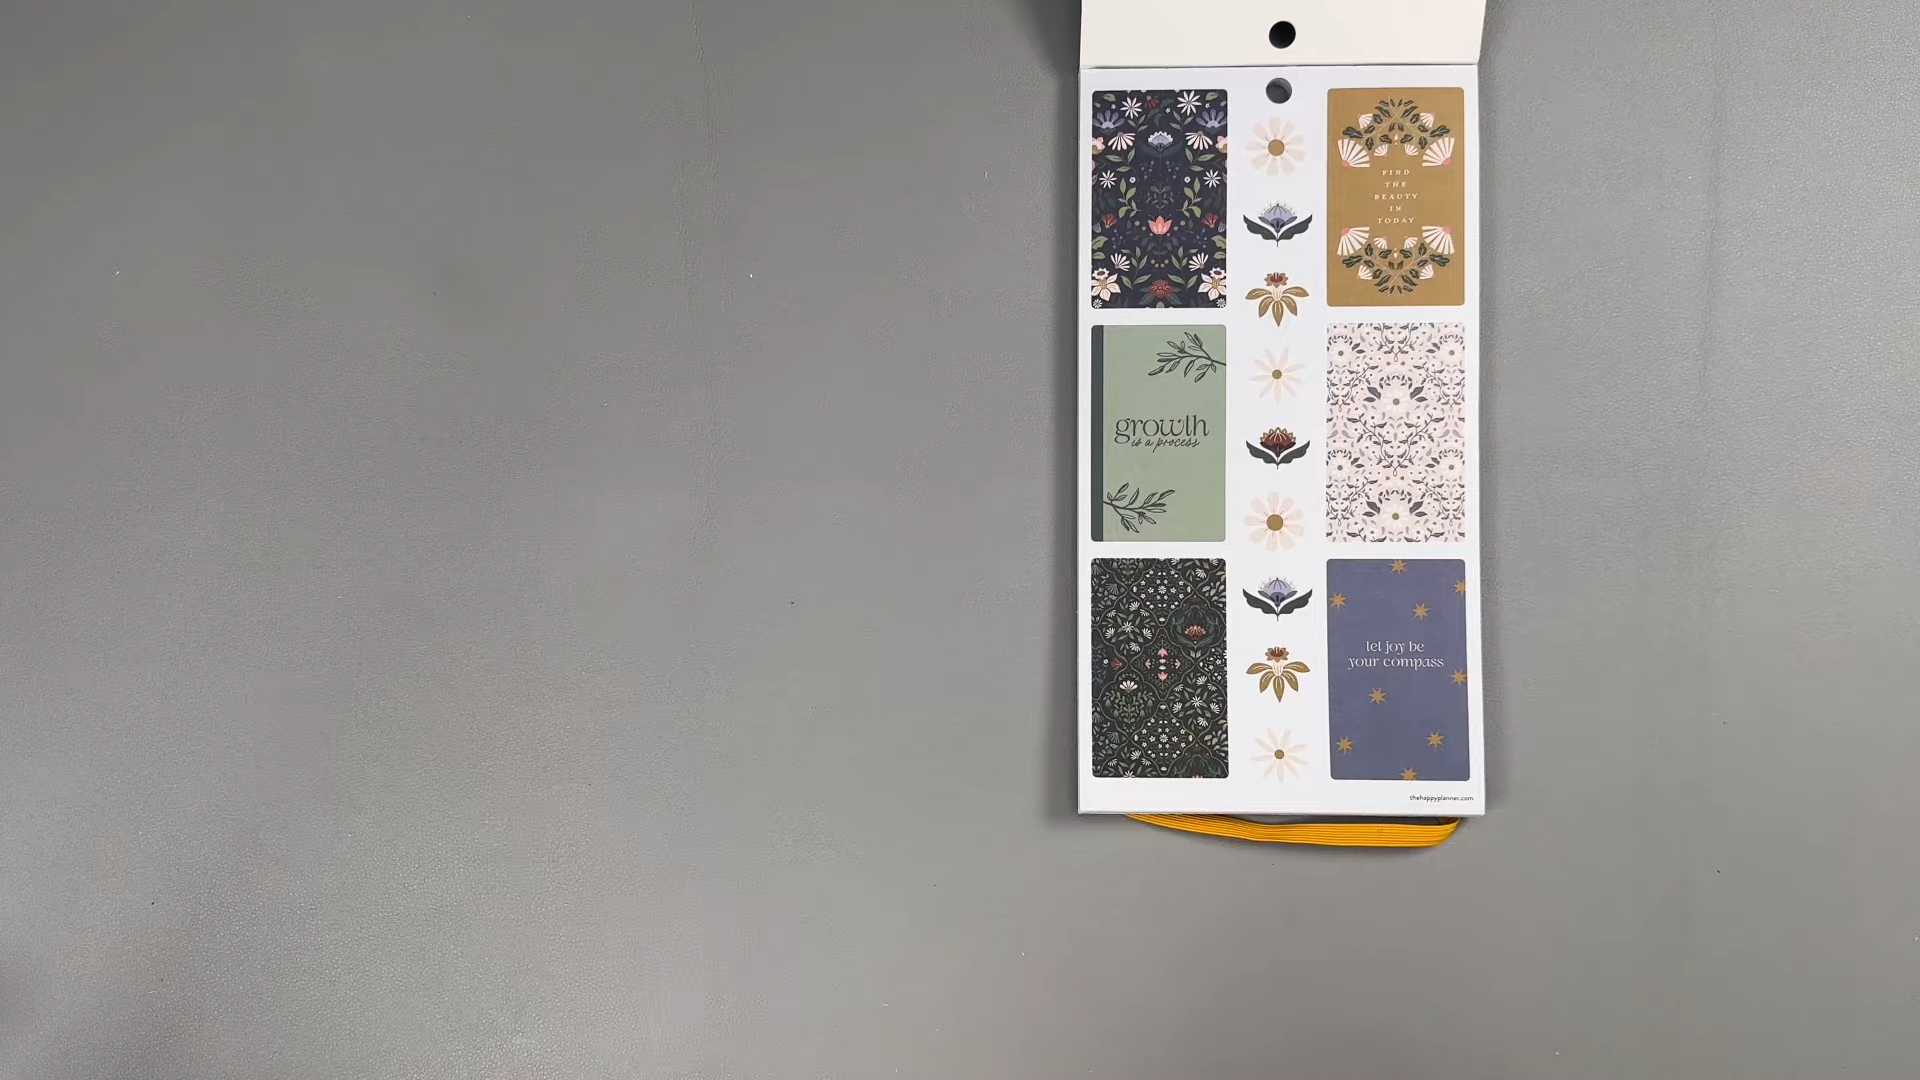 FIND
THE
BEAUTY
IN
TODAY
growth
is a process
let joy be
your compass
thehappyplanner.com